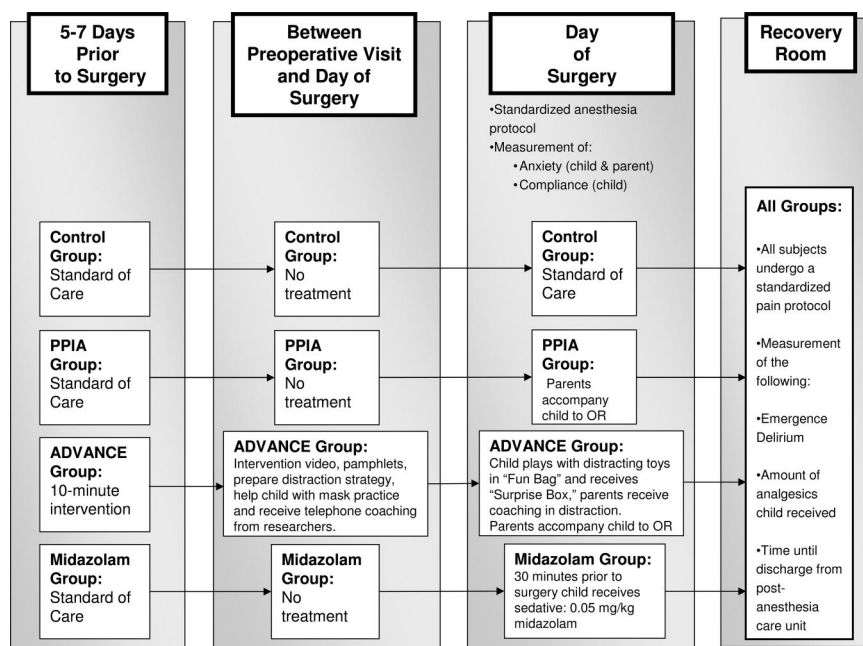 5-7 Days
Prior
to Surgery
Between
Preoperative Visit
and Day of
Surgery
Day
of
Surgery
Recovery
Room
•Standardized anesthesia
protocol
•Measurement of:
•Anxiety (child & parent)
•Compliance (child)
Control
Group:
Standard of
Care
Control
Group:
No
treatment
Control
Group:
Standard of
Care
PPIA
Group:
Standard of
Care
PPIA
Group:
No
treatment
PPIA
Group:
Parents
accompany
child to OR
ADVANCE
Group:
10-minute
intervention
ADVANCE Group:
Intervention video, pamphlets,
prepare distraction strategy,
help child with mask practice
and receive telephone coaching
from researchers.
ADVANCE Group:
Child plays with distracting toys
in “Fun Bag” and receives
“Surprise Box,” parents receive
coaching in distraction.
Parents accompany child to OR
Midazolam
Group:
Standard of
Care
Midazolam
Group:
No
treatment
Midazolam Group:
30 minutes prior to
surgery child receives
sedative: 0.05 mg/kg
midazolam
All Groups:
•All subjects
undergo a
standardized
pain protocol
•Measurement
of the
following:
•Emergence
Delirium
•Amount of
analgesics
child received
•Time until
discharge from
post-
anesthesia
care unit